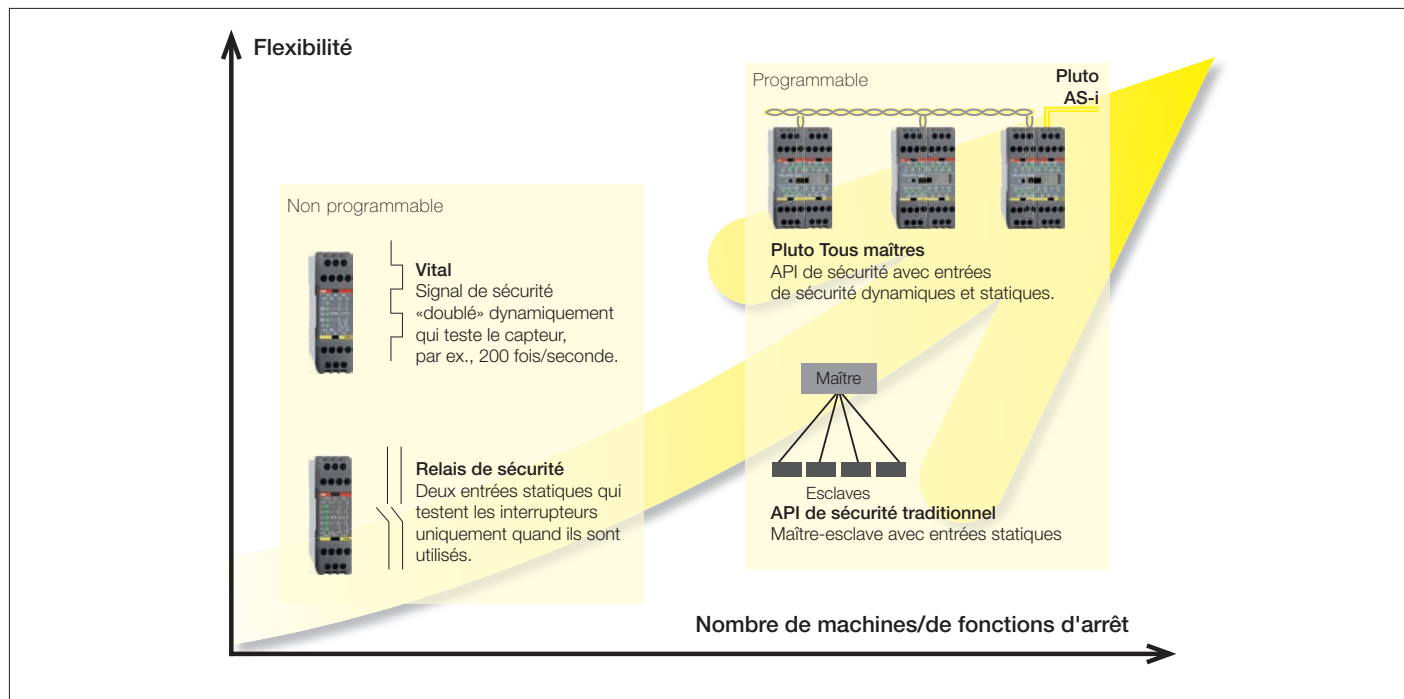 Flexibilité
Programmable
Pluto
AS-i
Non programmable
Vital
Signal de sécurité
«doublé» dynamiquement
qui teste le capteur,
par ex., 200 fois/seconde.
Pluto Tous maîtres
API de sécurité avec entrées
de sécurité dynamiques et statiques.
Maître
Relais de sécurité
Deux entrées statiques qui
testent les interrupteurs
uniquement quand ils sont
utilisés.
Esclaves
API de sécurité traditionnel
Maître-esclave avec entrées statiques
Nombre de machines/de fonctions d'arrêt